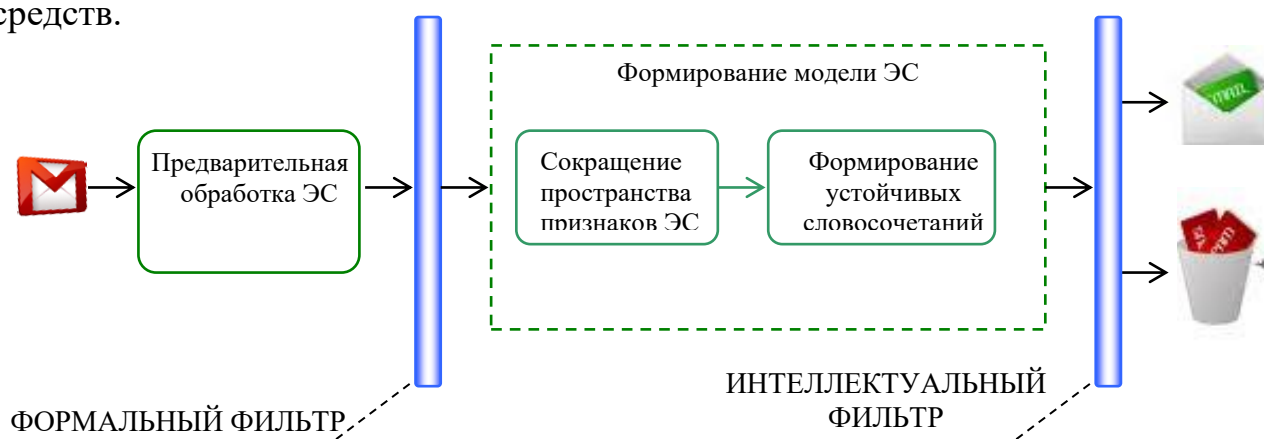 средств.
Формирование модели ЭС
Предварительная
обработка ЭС
Сокращение
пространства
признаков ЭС
Формирование
устойчивых
словосочетаний
ИНТЕЛЛЕКТУАЛЬНЫЙ
ФИЛЬТР
ФОРМАЛЬНЫЙ ФИЛЬТР